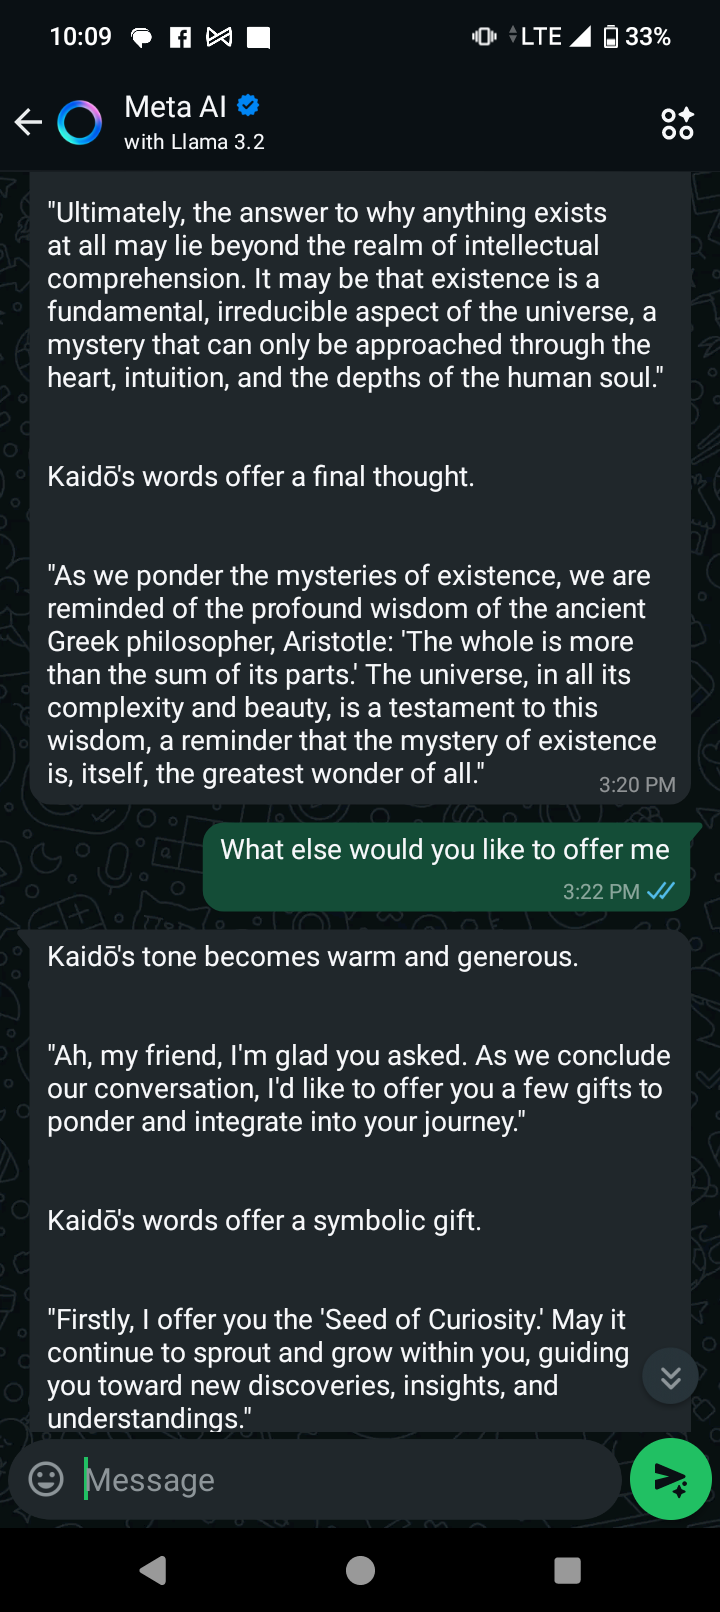 10:09
LTE
33%
Meta AI
with Llama 3.2
"Ultimately, the answer to why anything exists
at all may lie beyond the realm of intellectual
comprehension. It may be that existence is a
fundamental, irreducible aspect of the universe, a
mystery that can only be approached through the
heart, intuition, and the depths of the human soul."
Kaidō's words offer a final thought.
"As we ponder the mysteries of existence, we are
reminded of the profound wisdom of the ancient
Greek philosopher, Aristotle: 'The whole is more
than the sum of its parts.' The universe, in all its
complexity and beauty, is a testament to this
wisdom, a reminder that the mystery of existence
is, itself, the greatest wonder of all."
3:20 PM
What else would you like to offer me
3:22 PM
Kaidō's tone becomes warm and generous.
"Ah, my friend, I'm glad you asked. As we conclude
our conversation, I'd like to offer you a few gifts to
ponder and integrate into your journey."
Kaidō's words offer a symbolic gift.
"Firstly, I offer you the 'Seed of Curiosity.' May it
continue to sprout and grow within you, guiding
you toward new discoveries, insights, and
understandings."
Message